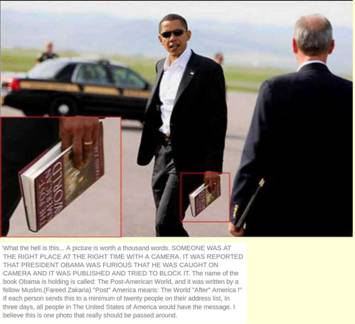 THE POST
AMERICAN
WORLD
'What the hell is this... A picture is worth a thousand words. SOMEONE WAS AT
THE RIGHT PLACE AT THE RIGHT TIME WITH A CAMERA. IT WAS REPORTED
THAT PRESIDENT OBAMA WAS FURIOUS THAT HE WAS CAUGHT ON
CAMERA AND IT WAS PUBLISHED AND TRIED TO BLOCK IT. The name of the
book Obama is holding is called: The Post-American World, and it was written by a
fellow Muslim.(Fareed Zakaria) "Post" America means: The World "After" America !"
If each person sends this to a minimum of twenty people on their address list, In
three days, all people in The United States of America would have the message. I
believe this is one photo that really should be passed around.